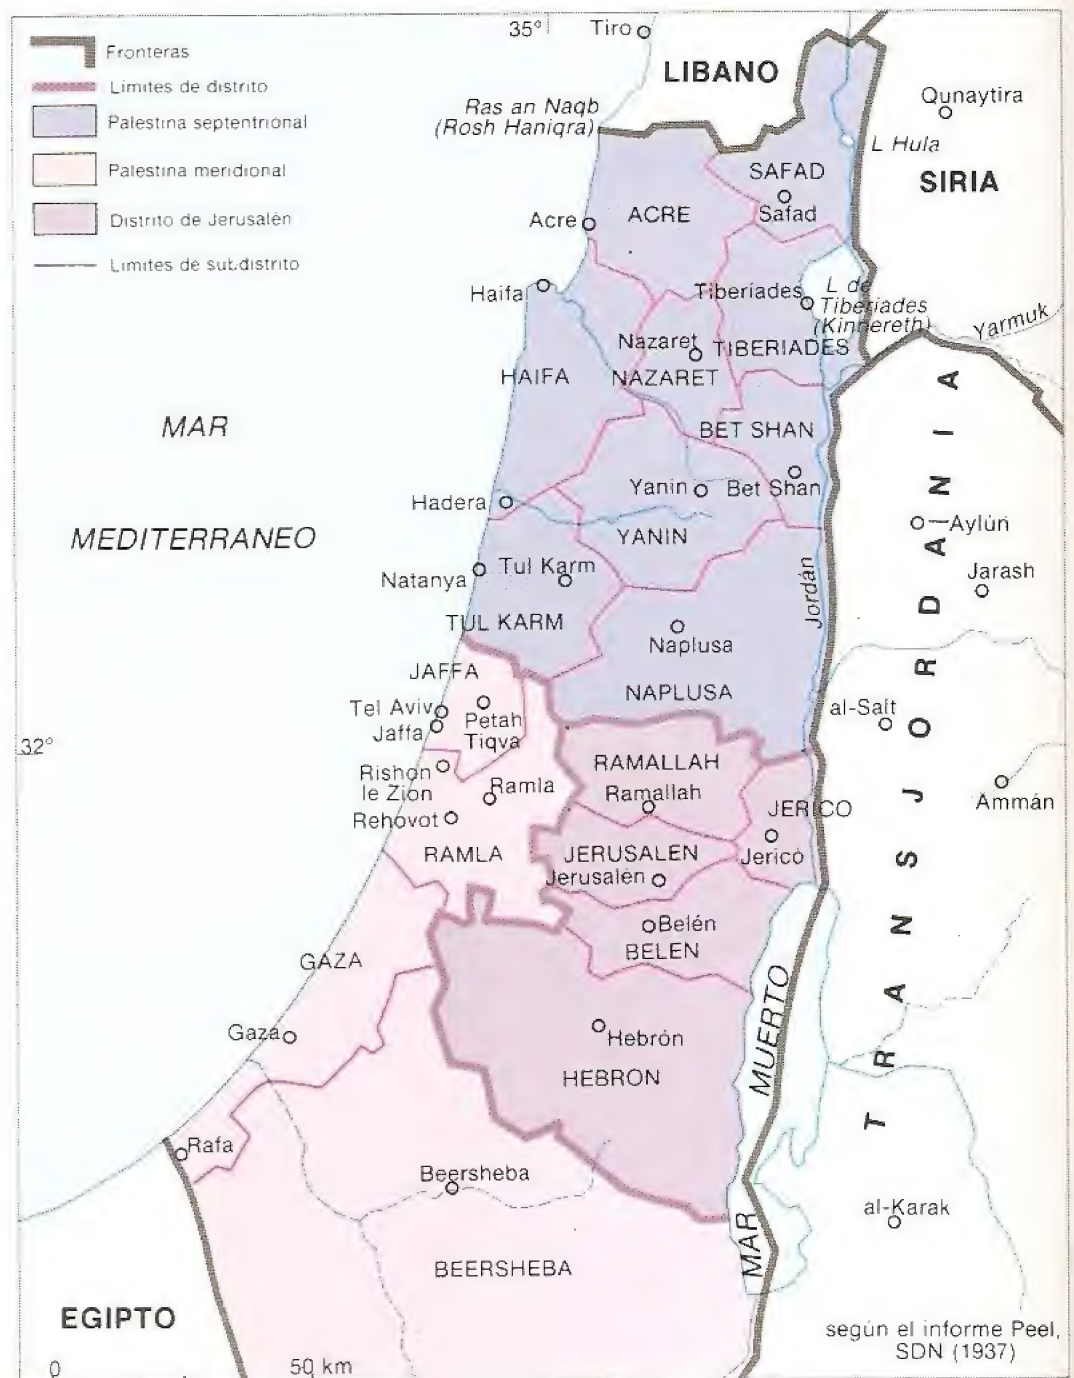 Fronteras
Limites de distrito
Palestina septentrional
Palestina meridional
Distrito de Jerusalén
Limites de subdistrito
35°
Tiro
LIBANO
Ras an Naqb
(Rosh Haniqra)
Qunaytira
L Hula
SIRIA
SAFAD
Safad
ACRE
Acre
Haifa
Tiberíades
L de
Tiberiades
(Kinnereth)
Yarmuk
Nazaret
TIBERIADES
HAIFA
NAZARET
MAR
MEDITERRANEO
BET SHAN
Bet Shan
Yanin
Hadera
YANIN
Aylún
Jarash
Natanya
Tul Karm
TUL KARM
Jordán
Naplusa
NAPLUSA
JAFFA
Tel Aviv
Jaffa
Petah
Tiqva
al-Salt
32°
Rishon
le Zion
Ramla
Rehovot
RAMALLAH
Ramallah
JERICO
Jericó
Ammán
RAMLA
JERUSALEN
Jerusalén
Belén
BELEN
GAZA
Gaza
Hebrón
HEBRON
MAR MUERTO
TRANSJORDANIA
Rafa
Beersheba
BEERSHEBA
al-Karak
EGIPTO
0 50 km
según el informe Peel,
SDN (1937)